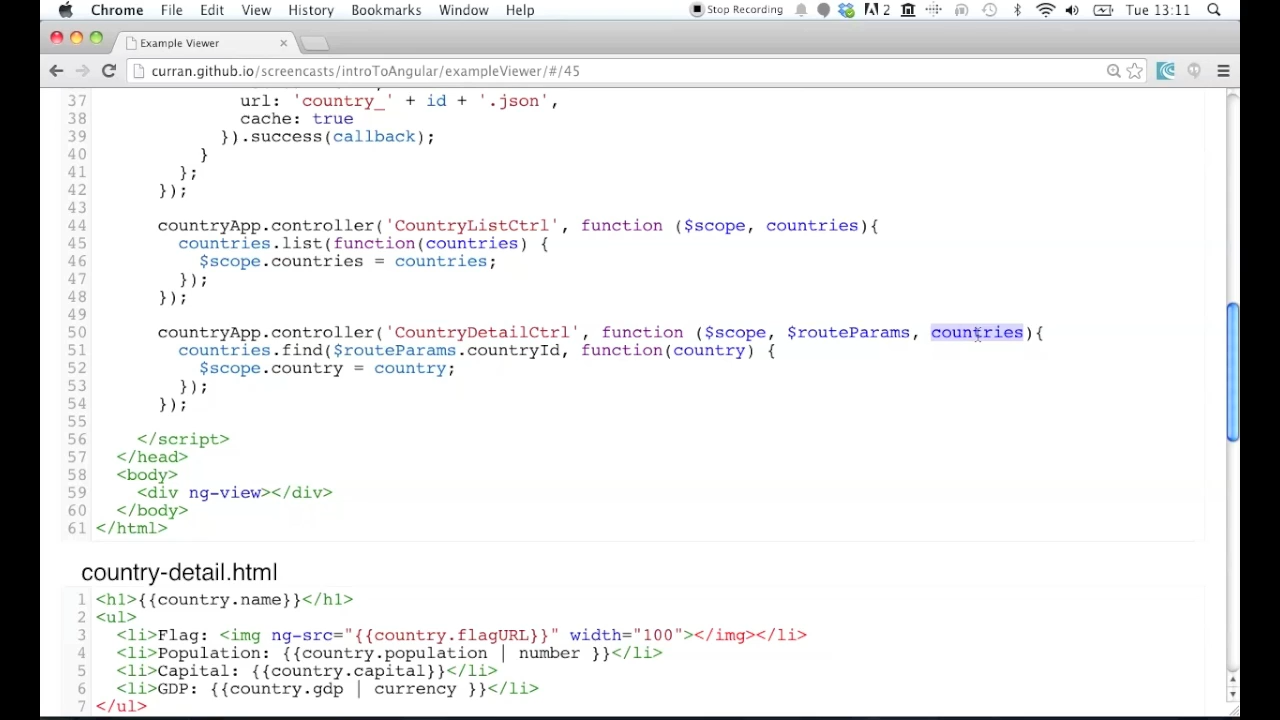 Chrome File Edit View History Bookmarks Window Help Stop Recording 2 Tue 13:11
Example Viewer
curran.github.io/screencasts/introToAngular/exampleViewer/#/45
37 url: 'country_' + id + '.json',
38 cache: true
39 }).success(callback);
40 }
41 };
42 });
43
44 countryApp.controller('CountryListCtrl', function ($scope, countries){
45 countries.list(function(countries) {
46 $scope.countries = countries;
47 });
48 });
49
50 countryApp.controller('CountryDetailCtrl', function ($scope, $routeParams, countries){
51 countries.find($routeParams.countryId, function(country) {
52 $scope.country = country;
53 });
54 });
55
56 </script>
57 </head>
58 <body>
59 <div ng-view></div>
60 </body>
61 </html>
country-detail.html
1 <h1>{{country.name}}</h1>
2 <ul>
3 <li>Flag: <img ng-src="{{country.flagURL}}" width="100"></img></li>
4 <li>Population: {{country.population | number }}</li>
5 <li>Capital: {{country.capital}}</li>
6 <li>GDP: {{country.gdp | currency }}</li>
7 </ul>